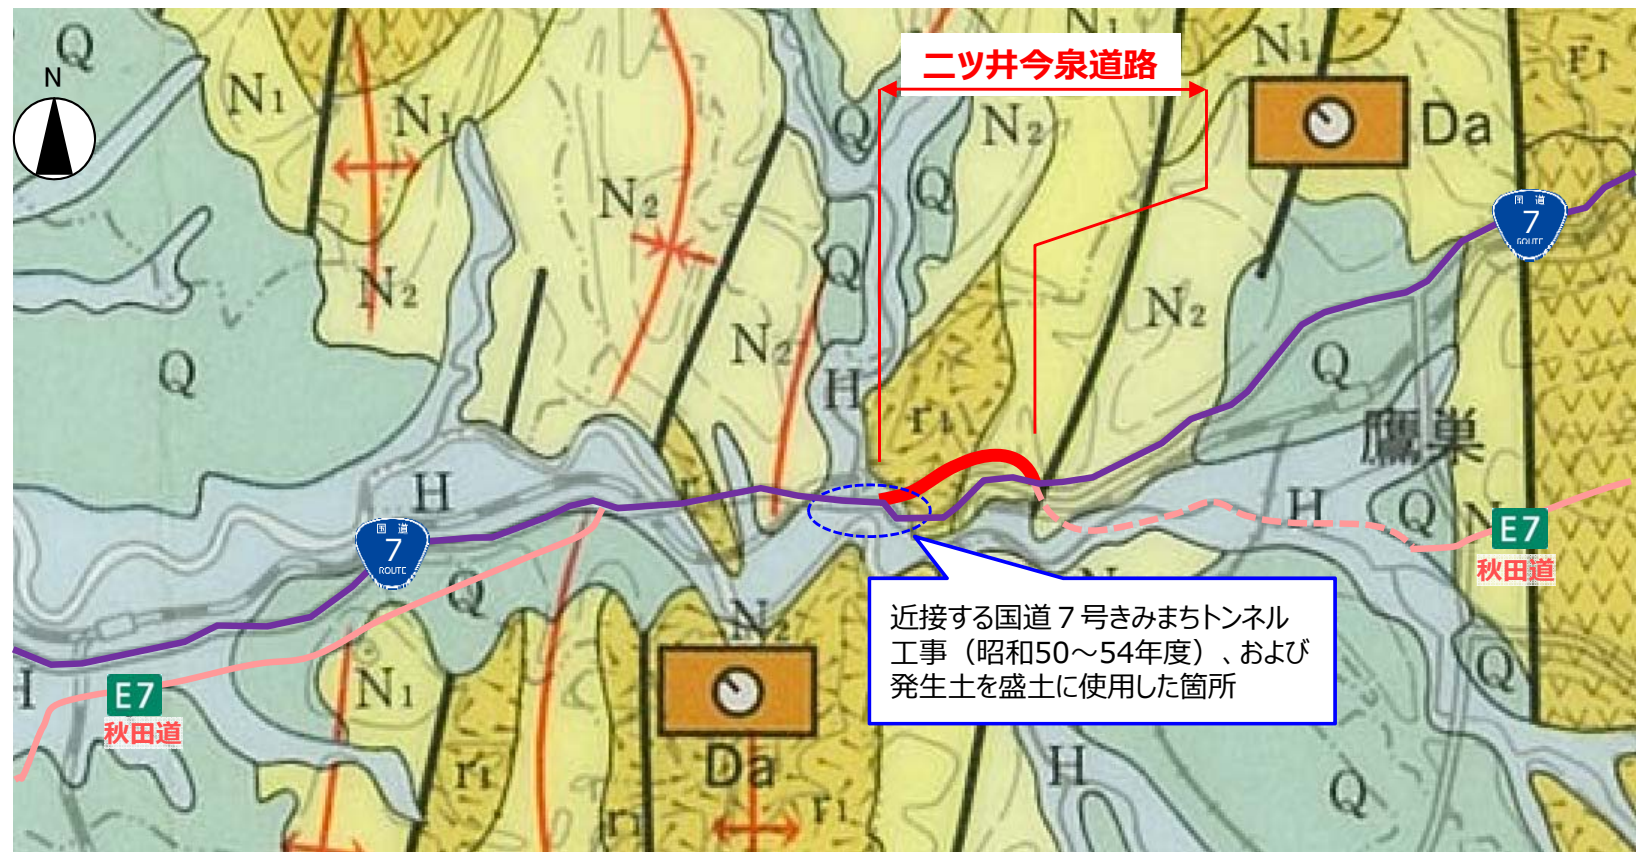 二ツ井今泉道路
N
Q
N1
N1
Q
N2
N1
N1
r1
Da
国道
7
ROUTE
N2
Q
Q
N2
N2
N2
Q
Q
H
r1
鷹巣
H
H
Q
N
E7
秋田道
国道
7
ROUTE
Q
近接する国道7号きみまちトンネル
工事（昭和50～54年度）、および
発生土を盛土に使用した箇所
N2
H
N1
E7
秋田道
Q
r1
Da
r1
r1
H
Q